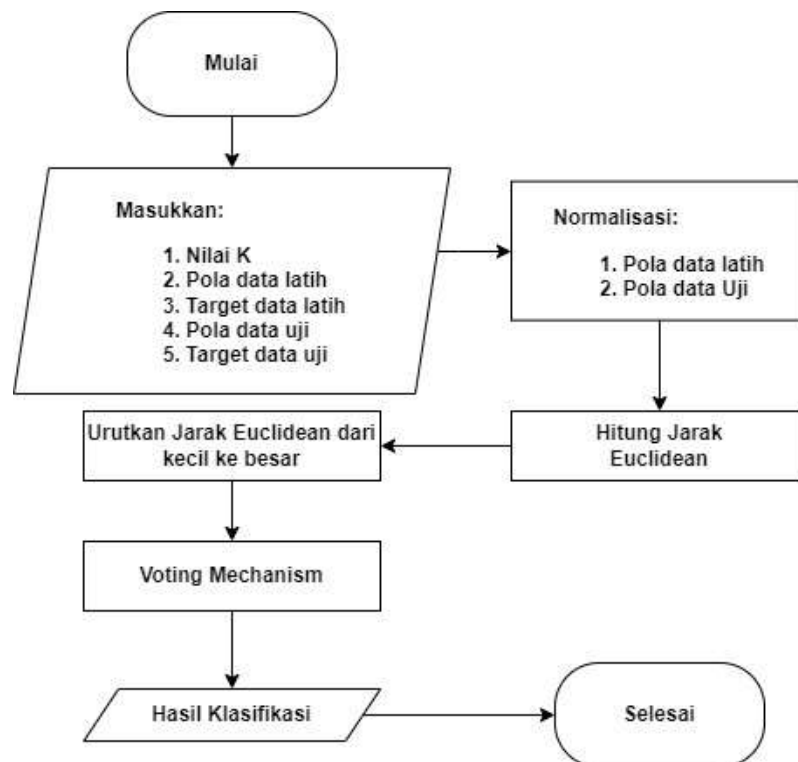 Mulai
Masukkan:
1. Nilai K
2. Pola data latih
3. Target data latih
4. Pola data uji
5. Target data uji
Normalisasi:
1. Pola data latih
2. Pola data Uji
Hitung Jarak
Euclidean
Urutkan Jarak Euclidean dari
kecil ke besar
Voting Mechanism
Hasil Klasifikasi
Selesai